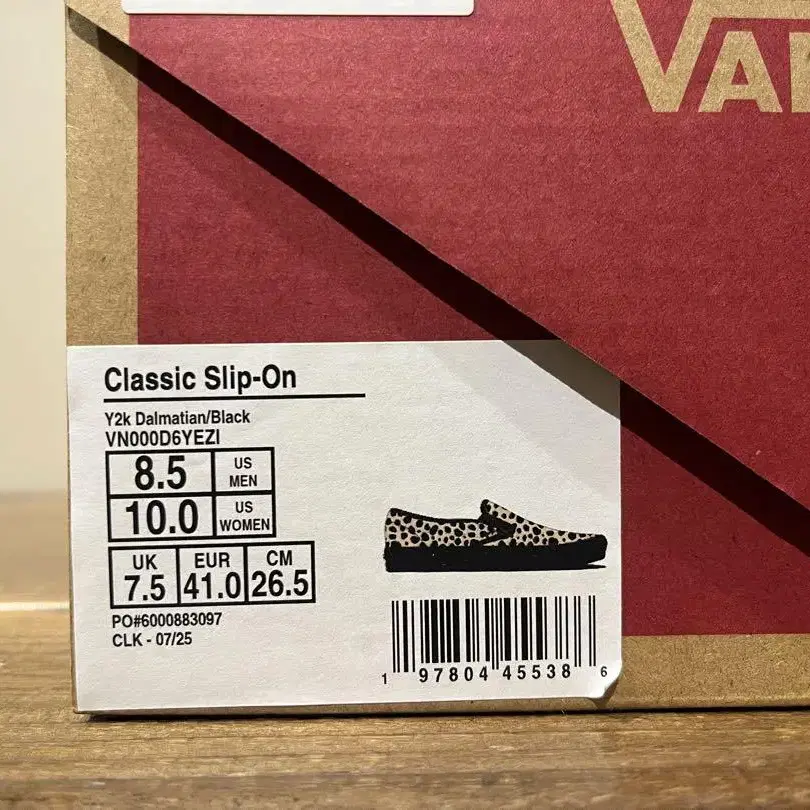 VAN
Classic Slip-On
Y2k Dalmatian/Black
VN000D6YEZI
8.5 US MEN
10.0 US WOMEN
UK EUR CM
7.5 41.0 26.5
PO#6000883097
CLK - 07/25
1 97804 45538 6